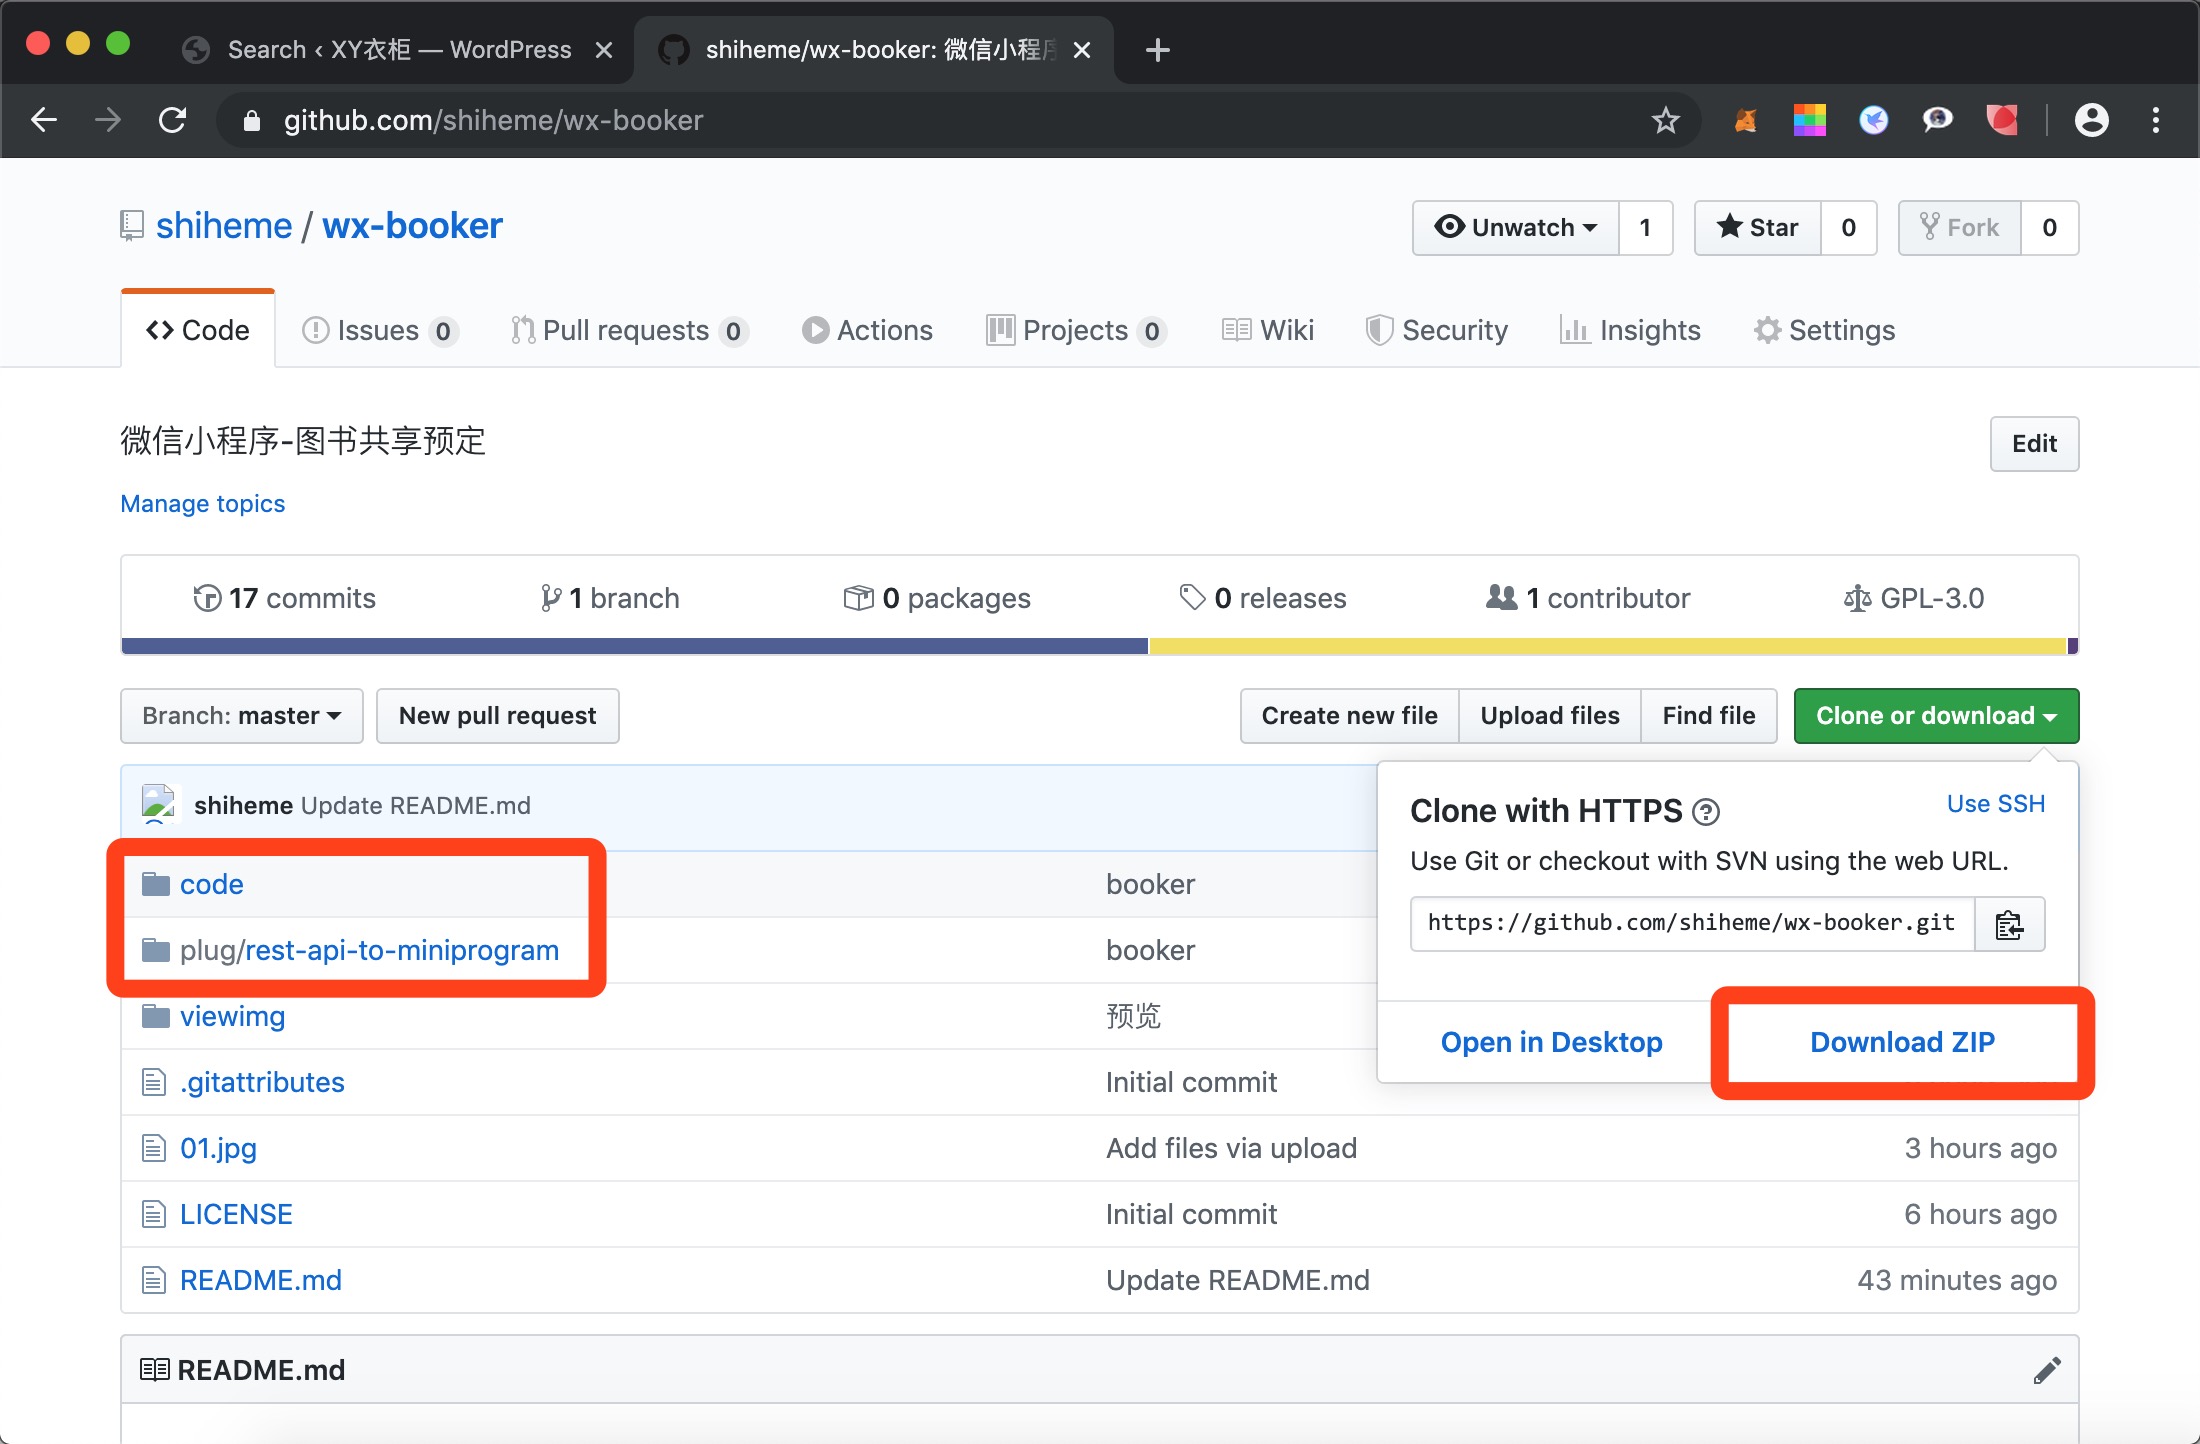 Search ‹ XY衣柜 — WordPress
shiheme/wx-booker: 微信小程序
github.com/shiheme/wx-booker
shiheme / wx-booker
Unwatch 1
Star 0
Fork 0
Code
Issues 0
Pull requests 0
Actions
Projects 0
Wiki
Security
Insights
Settings
微信小程序-图书共享预定
Edit
Manage topics
17 commits
1 branch
0 packages
0 releases
1 contributor
GPL-3.0
Branch: master
New pull request
Create new file
Upload files
Find file
Clone or download
shiheme Update README.md
Clone with HTTPS
Use SSH
Use Git or checkout with SVN using the web URL.
https://github.com/shiheme/wx-booker.git
Open in Desktop
Download ZIP
code booker
plug/rest-api-to-miniprogram booker
viewimg 预览
.gitattributes Initial commit
01.jpg Add files via upload 3 hours ago
LICENSE Initial commit 6 hours ago
README.md Update README.md 43 minutes ago
README.md